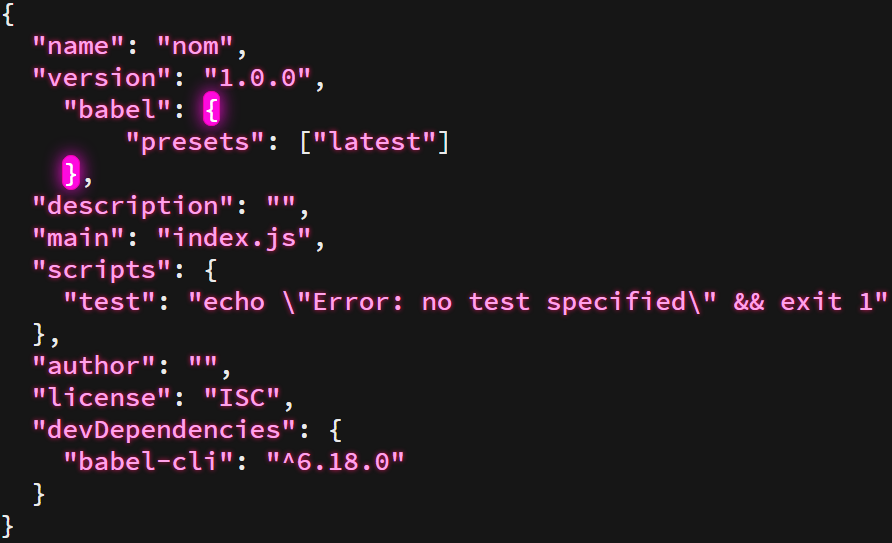 {
  "name": "nom",
  "version": "1.0.0",
    "babel": {
        "presets": ["latest"]
    },
  "description": "",
  "main": "index.js",
  "scripts": {
    "test": "echo \"Error: no test specified\" && exit 1"
  },
  "author": "",
  "license": "ISC",
  "devDependencies": {
    "babel-cli": "^6.18.0"
  }
}